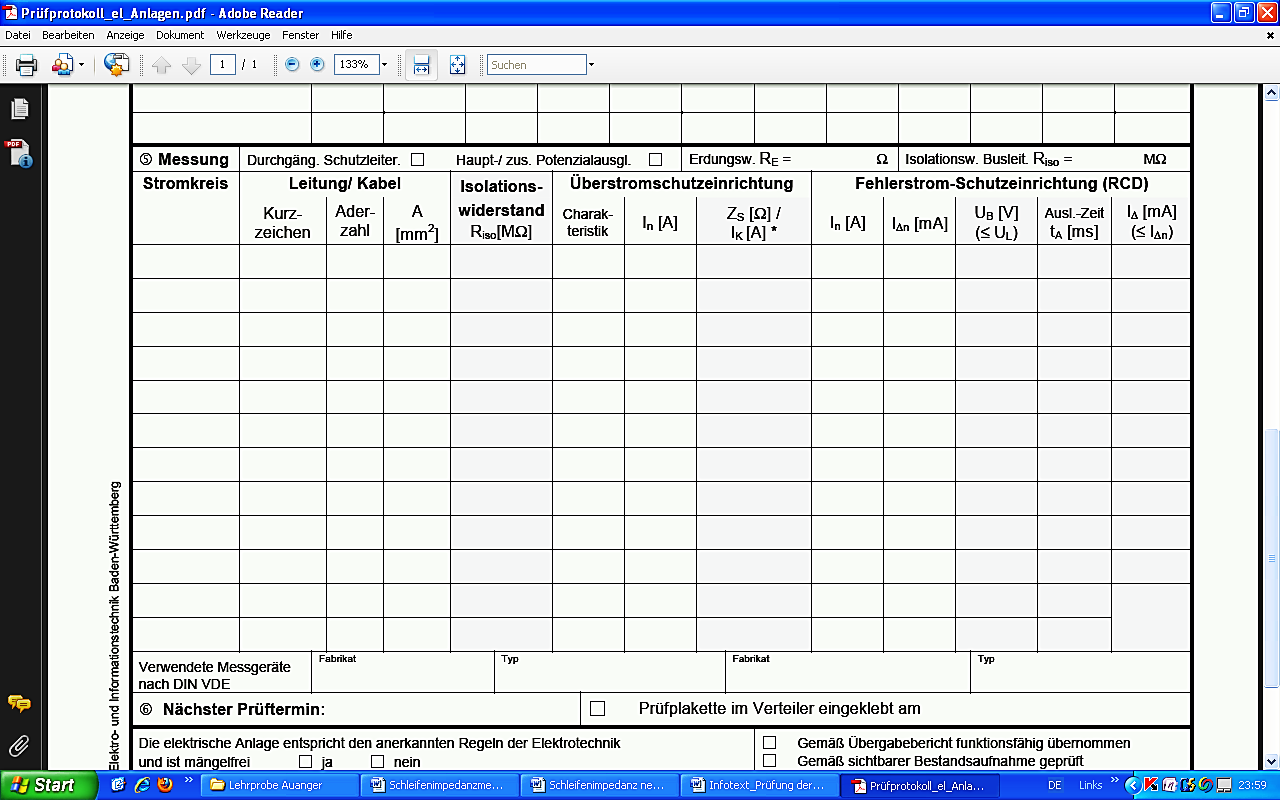 Prüfprotokoll_el_Anlagen.pdf - Adobe Reader
Datei Bearbeiten Anzeige Dokument Werkzeuge Fenster Hilfe
1 / 1 133% Suchen
⑤ Messung Durchgäng. Schutzleiter. Haupt-/ zus. Potenzialausgl. Erdungsw. RE = Ω Isolationsw. Busleit. Riso = MΩ
Stromkreis Leitung/ Kabel Isolations- Überstromschutzeinrichtung Fehlerstrom-Schutzeinrichtung (RCD)
Kurz- Ader- A widerstand Charak- In [A] ZS [Ω] / In [A] I∆n [mA] UB [V] Ausl.-Zeit I∆ [mA]
zeichen zahl [mm²] Riso[MΩ] teristik IK [A] * (≤ UL) tA [ms] (≤ I∆n)
Verwendete Messgeräte Fabrikat Typ Fabrikat Typ
nach DIN VDE
⑥ Nächster Prüftermin: Prüfplakette im Verteiler eingeklebt am
Die elektrische Anlage entspricht den anerkannten Regeln der Elektrotechnik Gemäß Übergabebericht funktionsfähig übernommen
und ist mängelfrei ja nein Gemäß sichtbarer Bestandsaufnahme geprüft
Elektro- und Informationstechnik Baden-Württemberg
Start Lehrprobe Auanger Schleifenimpedanzme... Schleifenimpedanz ne... Infotext_Prüfung der... Prüfprotokoll_el_Anla... DE Links 23:59